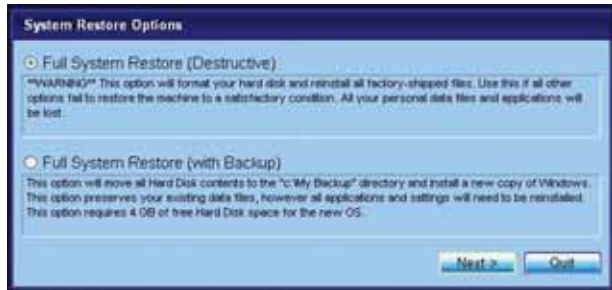 System Restore Options
Full System Restore (Destructive)
**WARNING** This option will format your hard disk and reinstall all factory-shipped files. Use this if all other
options fail to restore the machine to a satisfactory condition. All your personal data files and applications will
be lost.
Full System Restore (with Backup)
This option will move all Hard Disk contents to the "c:\My Backup" directory and install a new copy of Windows.
This option preserves your existing data files, however all applications and settings will need to be reinstalled.
This option requires 4 GB of free Hard Disk space for the new OS.
Next > Quit